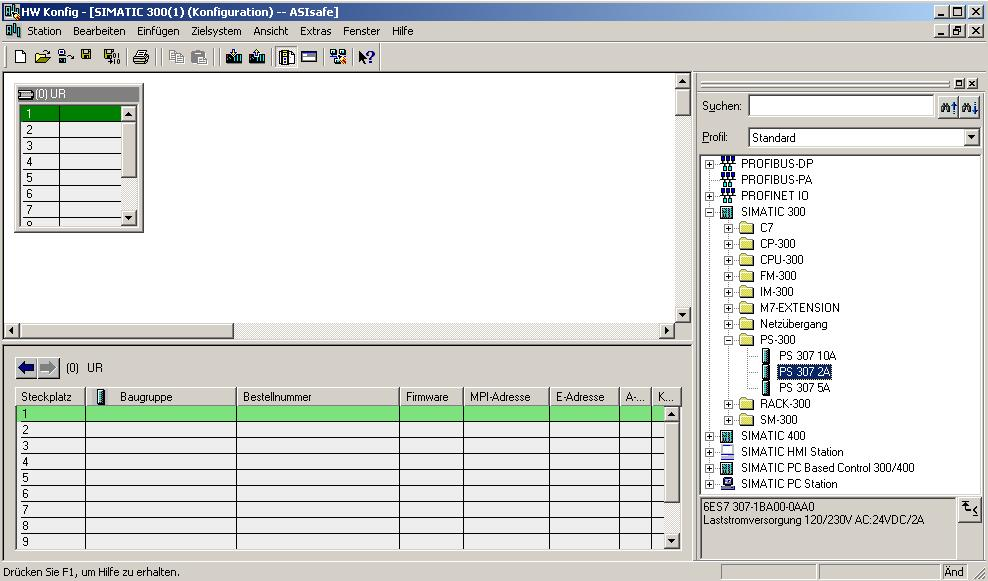 HW Konfig - [SIMATIC 300(1) (Konfiguration) -- ASIsafe]
Station Bearbeiten Einfügen Zielsystem Ansicht Extras Fenster Hilfe
(0) UR
1
2
3
4
5
6
7
8
Suchen:
Profil: Standard
PROFIBUS-DP
PROFIBUS-PA
PROFINET IO
SIMATIC 300
C7
CP-300
CPU-300
FM-300
IM-300
M7-EXTENSION
Netzübergang
PS-300
PS 307 10A
PS 307 2A
PS 307 5A
RACK-300
SM-300
SIMATIC 400
SIMATIC HMI Station
SIMATIC PC Based Control 300/400
SIMATIC PC Station
6ES7 307-1BA00-0AA0
Laststromversorgung 120/230V AC:24VDC/2A
(0) UR
Steckplatz Baugruppe Bestellnummer Firmware MPI-Adresse E-Adresse A-... K...
1
2
3
4
5
6
7
8
9
Drücken Sie F1, um Hilfe zu erhalten.
Änd